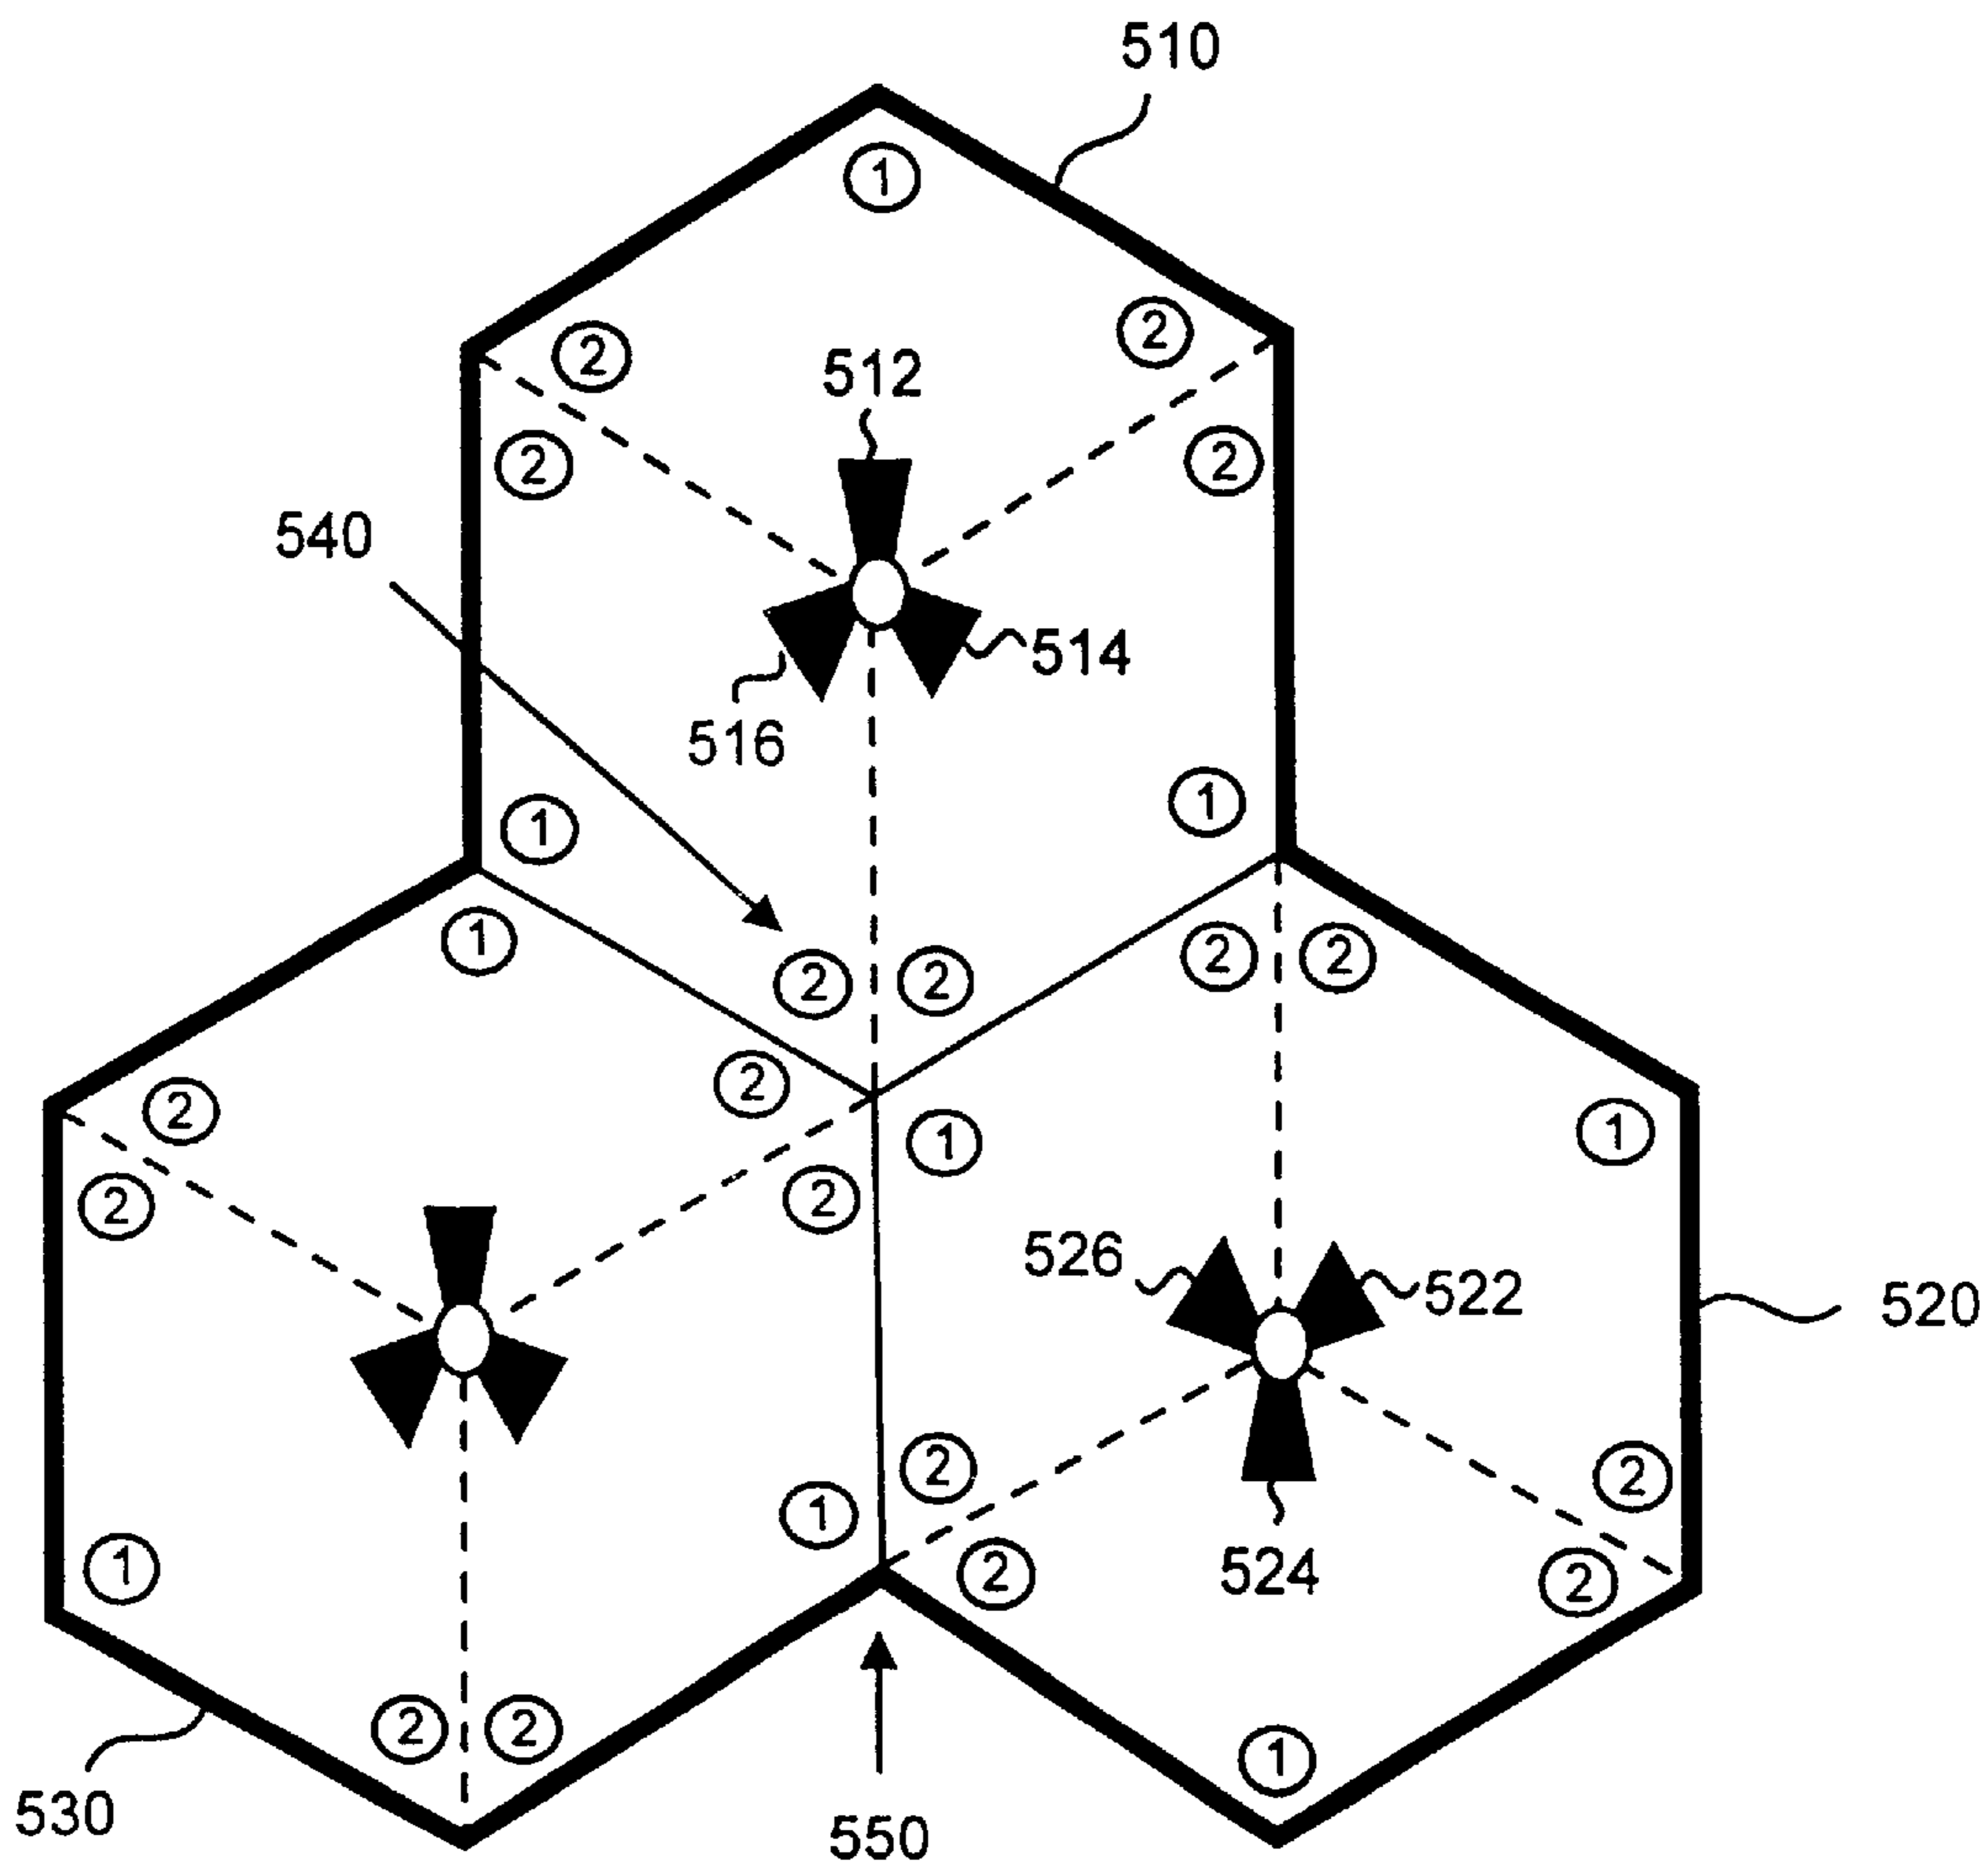 510
①
② ②
512
② ②
540
514
516
① ①
① ② ② ② ②
② ② ① ①
② ②
526 522 520
② ②
① ① ② 524 ②
② ② ①
530 550